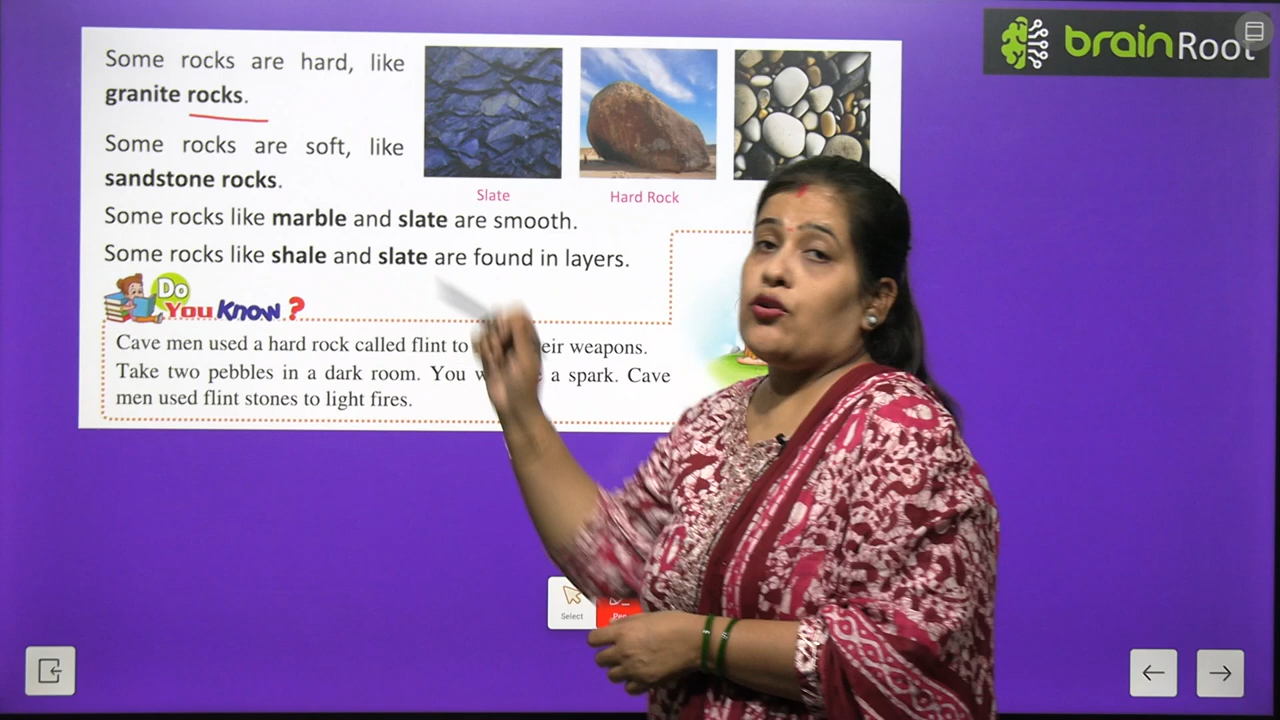 Some rocks are hard, like
granite rocks.
Some rocks are soft, like
sandstone rocks.
Some rocks like marble and slate are smooth.
Some rocks like shale and slate are found in layers.
Slate
Hard Rock
Do
You Know ?
Cave men used a hard rock called flint to eir weapons.
Take two pebbles in a dark room. You a spark. Cave
men used flint stones to light fires.
brainRoot
Select
Pen